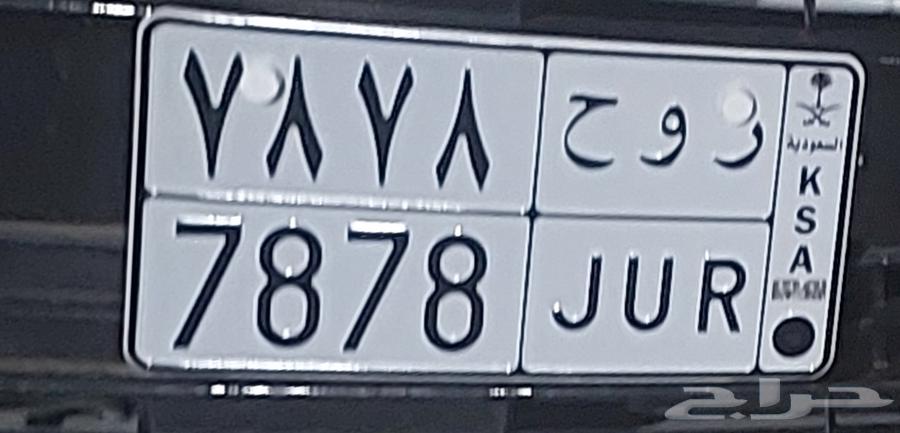 ٧٨٧٨ ر و ح
7878 JUR
السعودية
K
S
A
حراج